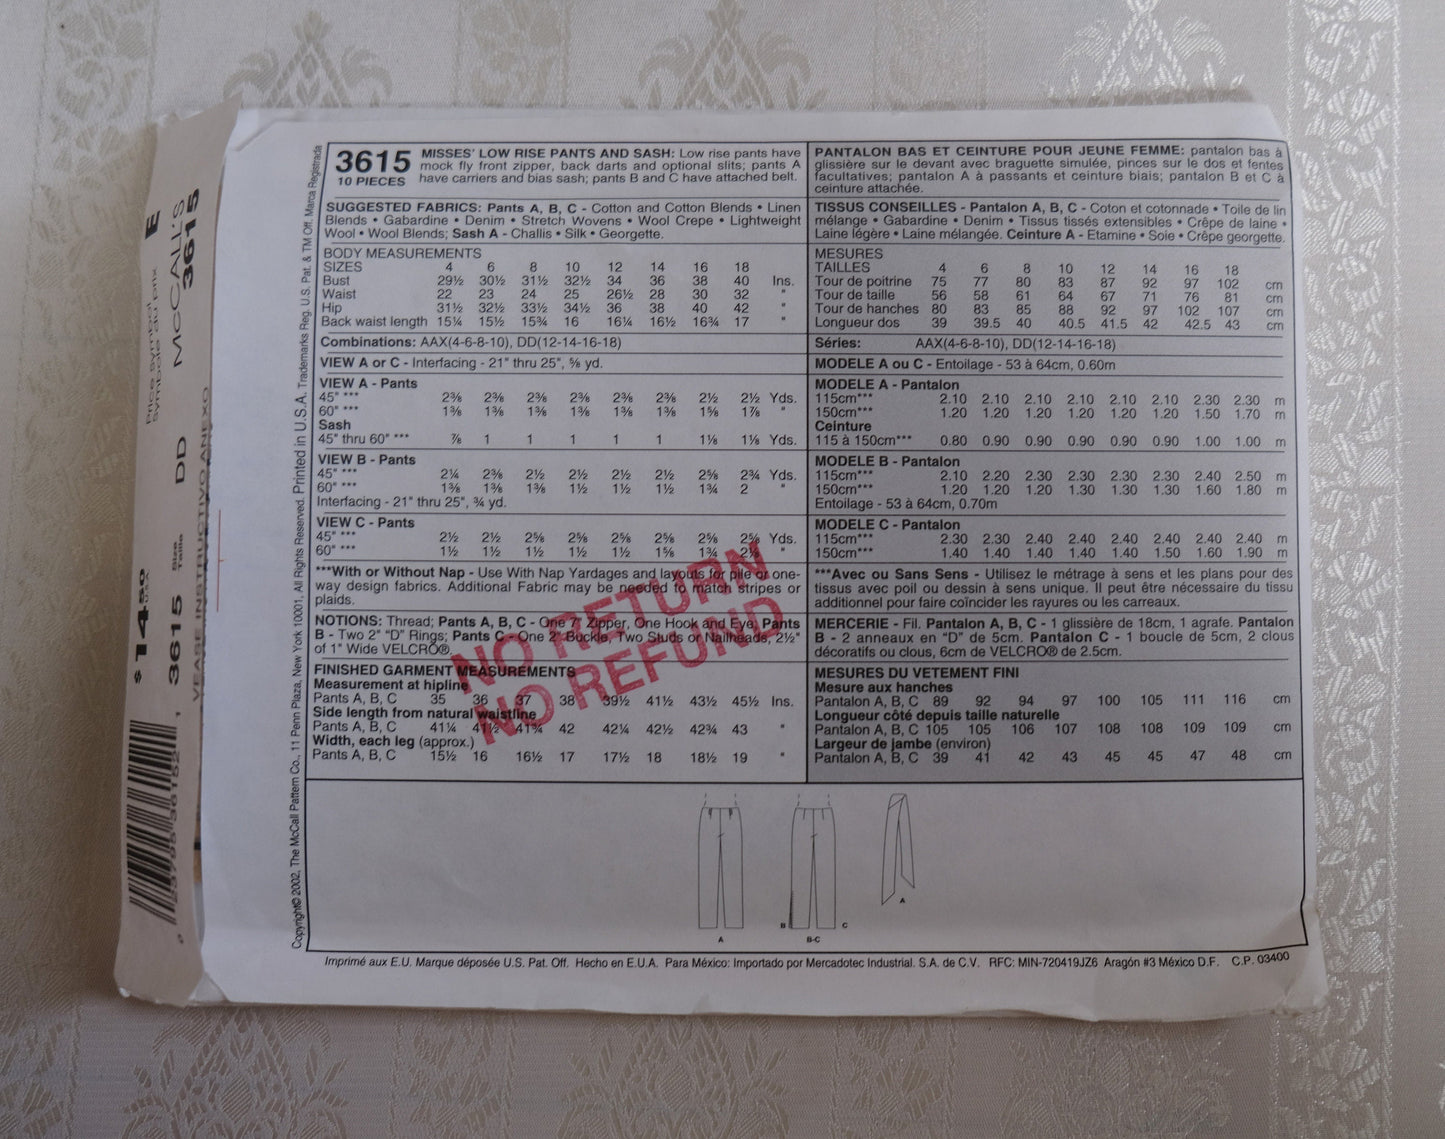 Price Symbol E
Symbole du prix
McCALL'S 3615
VEASE INSTRUCTIVO ANEXO
$14.50 U.S.A.
3615 Size Taille DD
23795 36152 1
Copyright© 2002, The McCall Pattern Co., 11 Penn Plaza, New York 10001, All Rights Reserved. Printed in U.S.A. Trademarks Reg. U.S. Pat. & TM Off. Marca Registrada
3615
10 PIECES
MISSES' LOW RISE PANTS AND SASH: Low rise pants have
mock fly front zipper, back darts and optional slits; pants A
have carriers and bias sash; pants B and C have attached belt.
SUGGESTED FABRICS: Pants A, B, C - Cotton and Cotton Blends • Linen
Blends • Gabardine • Denim • Stretch Wovens • Wool Crepe • Lightweight
Wool • Wool Blends; Sash A - Challis • Silk • Georgette.
BODY MEASUREMENTS
SIZES 4 6 8 10 12 14 16 18
Bust 29½ 30½ 31½ 32½ 34 36 38 40 Ins.
Waist 22 23 24 25 26½ 28 30 32 "
Hip 31½ 32½ 33½ 34½ 36 38 40 42 "
Back waist length 15¼ 15½ 15¾ 16 16¼ 16½ 16¾ 17 "
Combinations: AAX(4-6-8-10), DD(12-14-16-18)
VIEW A or C - Interfacing - 21" thru 25", ⅝ yd.
VIEW A - Pants
45" *** 2⅜ 2⅜ 2⅜ 2⅜ 2⅜ 2⅜ 2½ 2½ Yds.
60" *** 1⅜ 1⅜ 1⅜ 1⅜ 1⅜ 1⅜ 1⅝ 1⅞ "
Sash
45" thru 60" *** ⅞ 1 1 1 1 1 1⅛ 1⅛ Yds.
VIEW B - Pants
45" *** 2¼ 2⅜ 2½ 2½ 2½ 2½ 2⅝ 2¾ Yds.
60" *** 1⅜ 1⅜ 1⅜ 1½ 1½ 1½ 1¾ 2 "
Interfacing - 21" thru 25", ¾ yd.
VIEW C - Pants
45" *** 2½ 2½ 2⅝ 2⅝ 2⅝ 2⅝ 2⅝ 2⅝ Yds.
60" *** 1½ 1½ 1½ 1½ 1½ 1⅝ 1¾ 2⅛ "
***With or Without Nap - Use With Nap Yardages and layouts for pile or one-
way design fabrics. Additional Fabric may be needed to match stripes or
plaids.
NOTIONS: Thread; Pants A, B, C - One 7" Zipper, One Hook and Eye; Pants
B - Two 2" "D" Rings; Pants C - One 2" Buckle, Two Studs or Nailheads, 2½"
of 1" Wide VELCRO®.
FINISHED GARMENT MEASUREMENTS
Measurement at hipline
Pants A, B, C 35 36 37 38 39½ 41½ 43½ 45½ Ins.
Side length from natural waistline
Pants A, B, C 41¼ 41½ 41¾ 42 42¼ 42½ 42¾ 43 "
Width, each leg (approx.)
Pants A, B, C 15½ 16 16½ 17 17½ 18 18½ 19 "
NO RETURN
NO REFUND
PANTALON BAS ET CEINTURE POUR JEUNE FEMME: pantalon bas à
glissière sur le devant avec braguette simulée, pinces sur le dos et fentes
facultatives; pantalon A à passants et ceinture biais; pantalon B et C à
ceinture attachée.
TISSUS CONSEILLES - Pantalon A, B, C - Coton et cotonnade • Toile de lin
mélange • Gabardine • Denim • Tissus tissés extensibles • Crêpe de laine •
Laine légère • Laine mélangée. Ceinture A - Etamine • Soie • Crêpe georgette.
MESURES
TAILLES 4 6 8 10 12 14 16 18
Tour de poitrine 75 77 80 83 87 92 97 102 cm
Tour de taille 56 58 61 64 67 71 76 81 cm
Tour de hanches 80 83 85 88 92 97 102 107 cm
Longueur dos 39 39.5 40 40.5 41.5 42 42.5 43 cm
Séries: AAX(4-6-8-10), DD(12-14-16-18)
MODELE A ou C - Entoilage - 53 à 64cm, 0.60m
MODELE A - Pantalon
115cm*** 2.10 2.10 2.10 2.10 2.10 2.10 2.30 2.30 m
150cm*** 1.20 1.20 1.20 1.20 1.20 1.20 1.50 1.70 m
Ceinture
115 à 150cm*** 0.80 0.90 0.90 0.90 0.90 0.90 1.00 1.00 m
MODELE B - Pantalon
115cm*** 2.10 2.20 2.30 2.30 2.30 2.30 2.40 2.50 m
150cm*** 1.20 1.20 1.20 1.30 1.30 1.30 1.60 1.80 m
Entoilage - 53 à 64cm, 0.70m
MODELE C - Pantalon
115cm*** 2.30 2.30 2.40 2.40 2.40 2.40 2.40 2.40 m
150cm*** 1.40 1.40 1.40 1.40 1.40 1.50 1.60 1.90 m
***Avec ou Sans Sens - Utilisez le métrage à sens et les plans pour des
tissus avec poil ou dessin à sens unique. Il peut être nécessaire du tissu
additionnel pour faire coïncider les rayures ou les carreaux.
MERCERIE - Fil. Pantalon A, B, C - 1 glissière de 18cm, 1 agrafe. Pantalon
B - 2 anneaux en "D" de 5cm. Pantalon C - 1 boucle de 5cm, 2 clous
décoratifs ou clous, 6cm de VELCRO® de 2.5cm.
MESURES DU VETEMENT FINI
Mesure aux hanches
Pantalon A, B, C 89 92 94 97 100 105 111 116 cm
Longueur côté depuis taille naturelle
Pantalon A, B, C 105 105 106 107 108 108 109 109 cm
Largeur de jambe (environ)
Pantalon A, B, C 39 41 42 43 45 45 47 48 cm
A
B
B-C
C
A
Imprimé aux E.U. Marque déposée U.S. Pat. Off. Hecho en E.U.A. Para México: Importado por Mercadotec Industrial. S.A. de C.V. RFC: MIN-720419JZ6 Aragón #3 México D.F. C.P. 03400